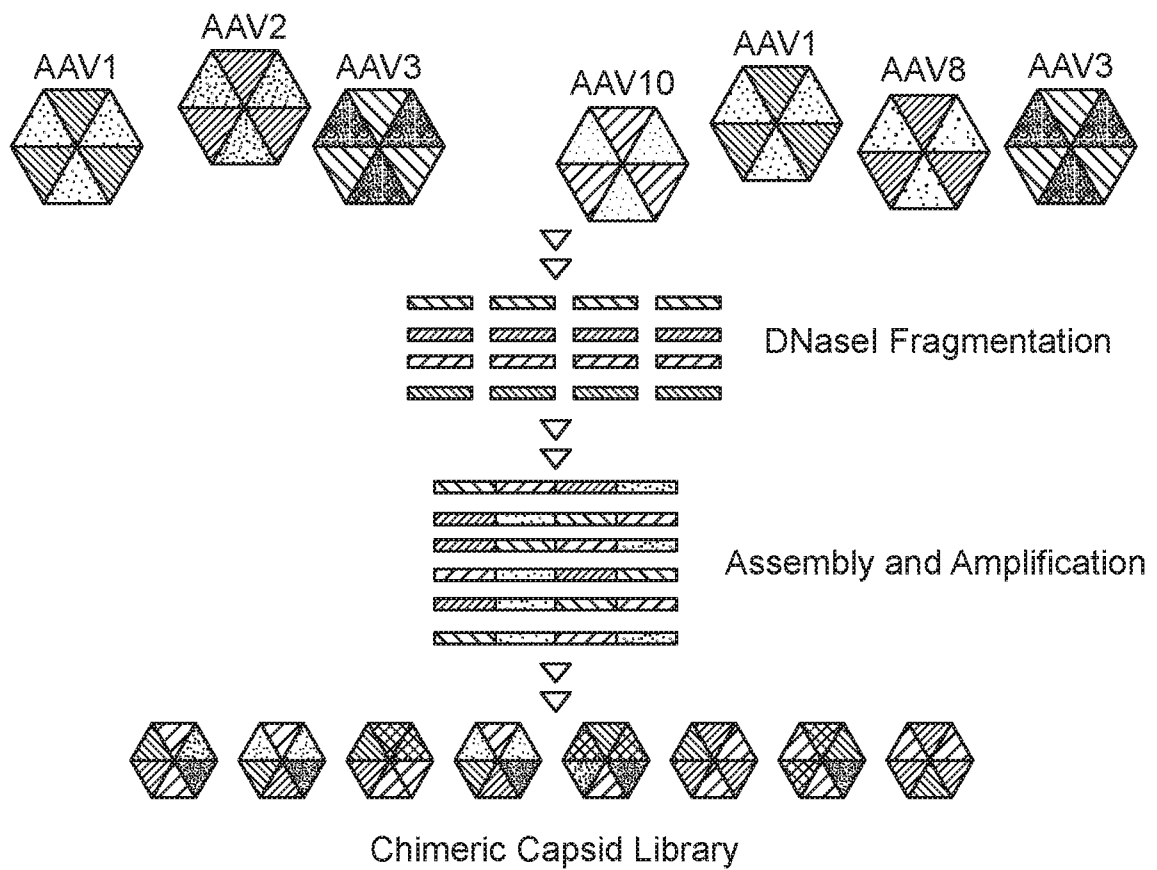 AAV1
AAV2
AAV3
AAV10
AAV1
AAV8
AAV3
DNaseI Fragmentation
Assembly and Amplification
Chimeric Capsid Library